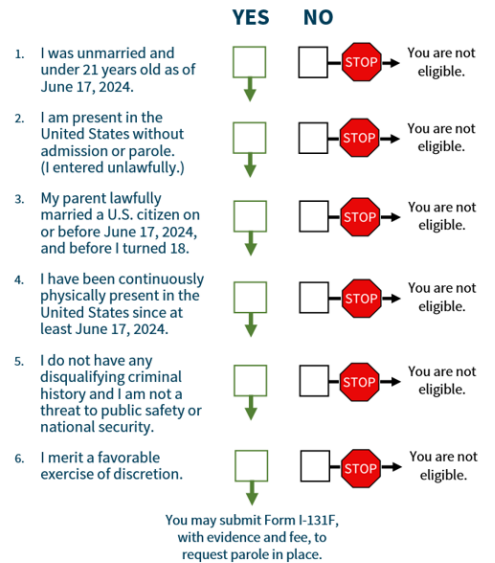 YES NO
1. I was unmarried and
under 21 years old as of
June 17, 2024.
STOP
You are not
eligible.
2. I am present in the
United States without
admission or parole.
(I entered unlawfully.)
STOP
You are not
eligible.
3. My parent lawfully
married a U.S. citizen on
or before June 17, 2024,
and before I turned 18.
STOP
You are not
eligible.
4. I have been continuously
physically present in the
United States since at
least June 17, 2024.
STOP
You are not
eligible.
5. I do not have any
disqualifying criminal
history and I am not a
threat to public safety or
national security.
STOP
You are not
eligible.
6. I merit a favorable
exercise of discretion.
STOP
You are not
eligible.
You may submit Form I-131F,
with evidence and fee, to
request parole in place.